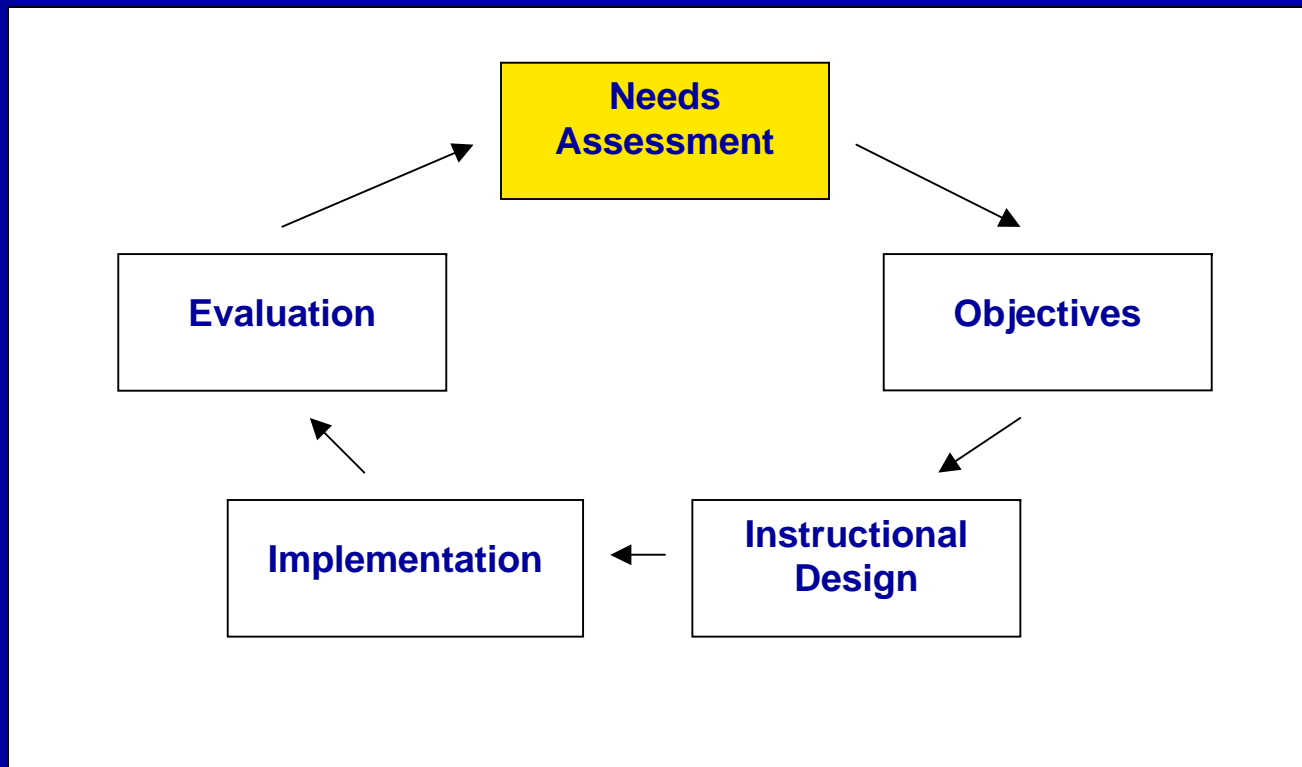 Needs
Assessment
Evaluation
Objectives
Implementation
Instructional
Design